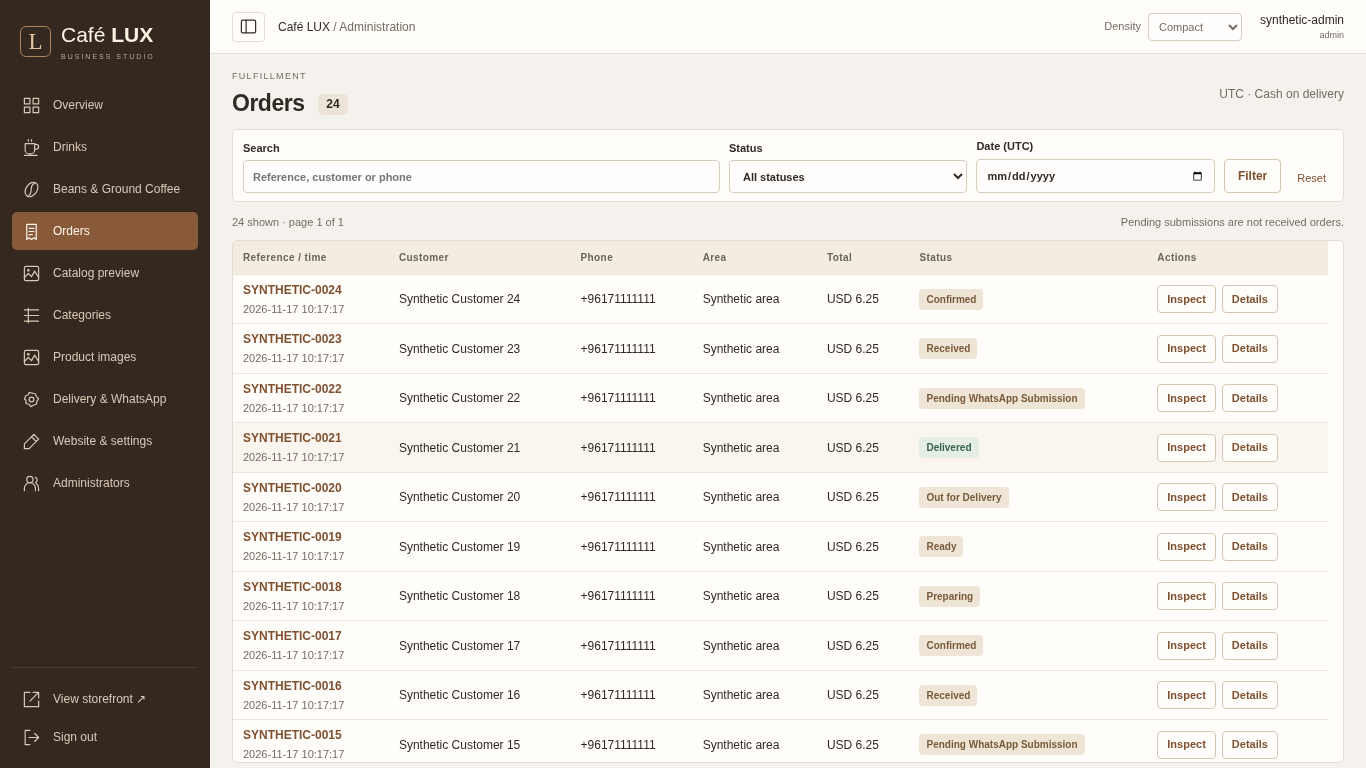 L Café LUX
BUSINESS STUDIO
Overview
Drinks
Beans & Ground Coffee
Orders
Catalog preview
Categories
Product images
Delivery & WhatsApp
Website & settings
Administrators
View storefront ↗
Sign out
Café LUX / Administration
Density Compact
synthetic-admin
admin
FULFILLMENT
Orders 24
UTC · Cash on delivery
Search Status Date (UTC)
Reference, customer or phone All statuses mm/dd/yyyy Filter Reset
24 shown · page 1 of 1 Pending submissions are not received orders.
Reference / time Customer Phone Area Total Status Actions
SYNTHETIC-0024
2026-11-17 10:17:17 Synthetic Customer 24 +96171111111 Synthetic area USD 6.25 Confirmed Inspect Details
SYNTHETIC-0023
2026-11-17 10:17:17 Synthetic Customer 23 +96171111111 Synthetic area USD 6.25 Received Inspect Details
SYNTHETIC-0022
2026-11-17 10:17:17 Synthetic Customer 22 +96171111111 Synthetic area USD 6.25 Pending WhatsApp Submission Inspect Details
SYNTHETIC-0021
2026-11-17 10:17:17 Synthetic Customer 21 +96171111111 Synthetic area USD 6.25 Delivered Inspect Details
SYNTHETIC-0020
2026-11-17 10:17:17 Synthetic Customer 20 +96171111111 Synthetic area USD 6.25 Out for Delivery Inspect Details
SYNTHETIC-0019
2026-11-17 10:17:17 Synthetic Customer 19 +96171111111 Synthetic area USD 6.25 Ready Inspect Details
SYNTHETIC-0018
2026-11-17 10:17:17 Synthetic Customer 18 +96171111111 Synthetic area USD 6.25 Preparing Inspect Details
SYNTHETIC-0017
2026-11-17 10:17:17 Synthetic Customer 17 +96171111111 Synthetic area USD 6.25 Confirmed Inspect Details
SYNTHETIC-0016
2026-11-17 10:17:17 Synthetic Customer 16 +96171111111 Synthetic area USD 6.25 Received Inspect Details
SYNTHETIC-0015
2026-11-17 10:17:17 Synthetic Customer 15 +96171111111 Synthetic area USD 6.25 Pending WhatsApp Submission Inspect Details